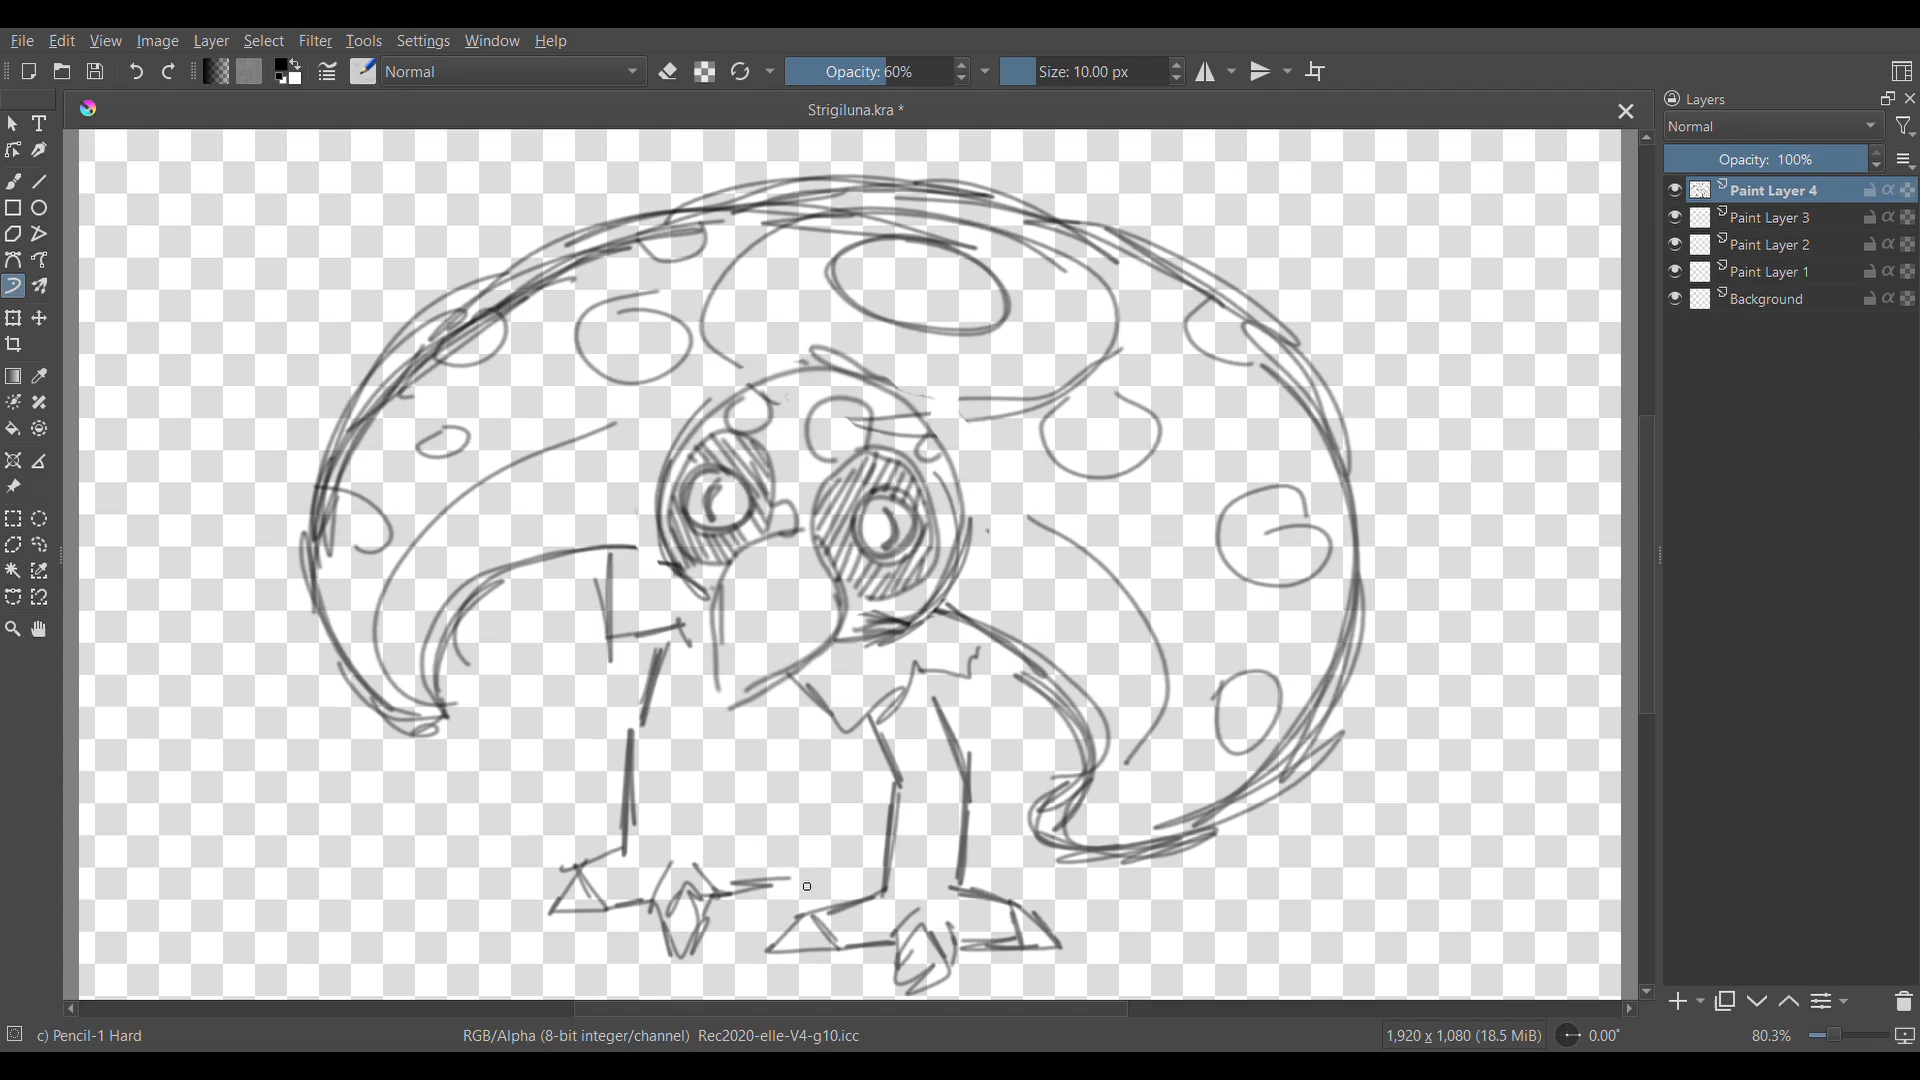 File Edit View Image Layer Select Filter Tools Settings Window Help
Normal Opacity: 60% Size: 10.00 px
Strigiluna.kra *
Layers
Normal
Opacity: 100%
Paint Layer 4
Paint Layer 3
Paint Layer 2
Paint Layer 1
Background
c) Pencil-1 Hard RGB/Alpha (8-bit integer/channel) Rec2020-elle-V4-g10.icc 1,920 x 1,080 (18.5 MiB) 0.00° 80.3%